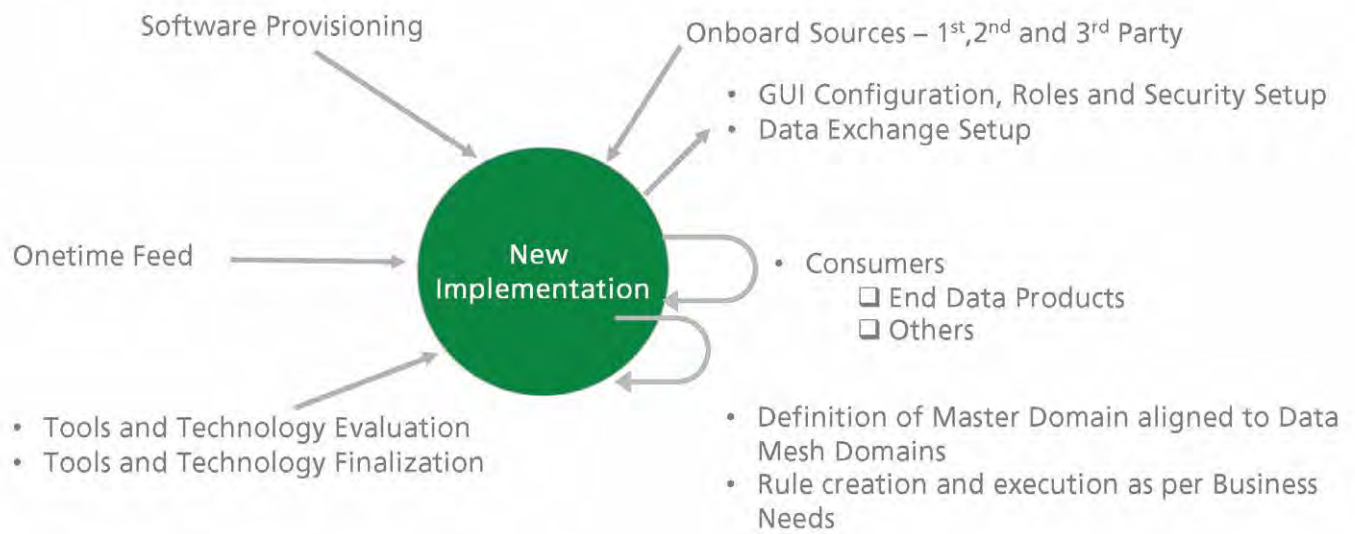 Software Provisioning
Onboard Sources – 1st,2nd and 3rd Party
• GUI Configuration, Roles and Security Setup
• Data Exchange Setup
Onetime Feed
New
Implementation
• Consumers
❑ End Data Products
❑ Others
• Tools and Technology Evaluation
• Tools and Technology Finalization
• Definition of Master Domain aligned to Data
Mesh Domains
• Rule creation and execution as per Business
Needs